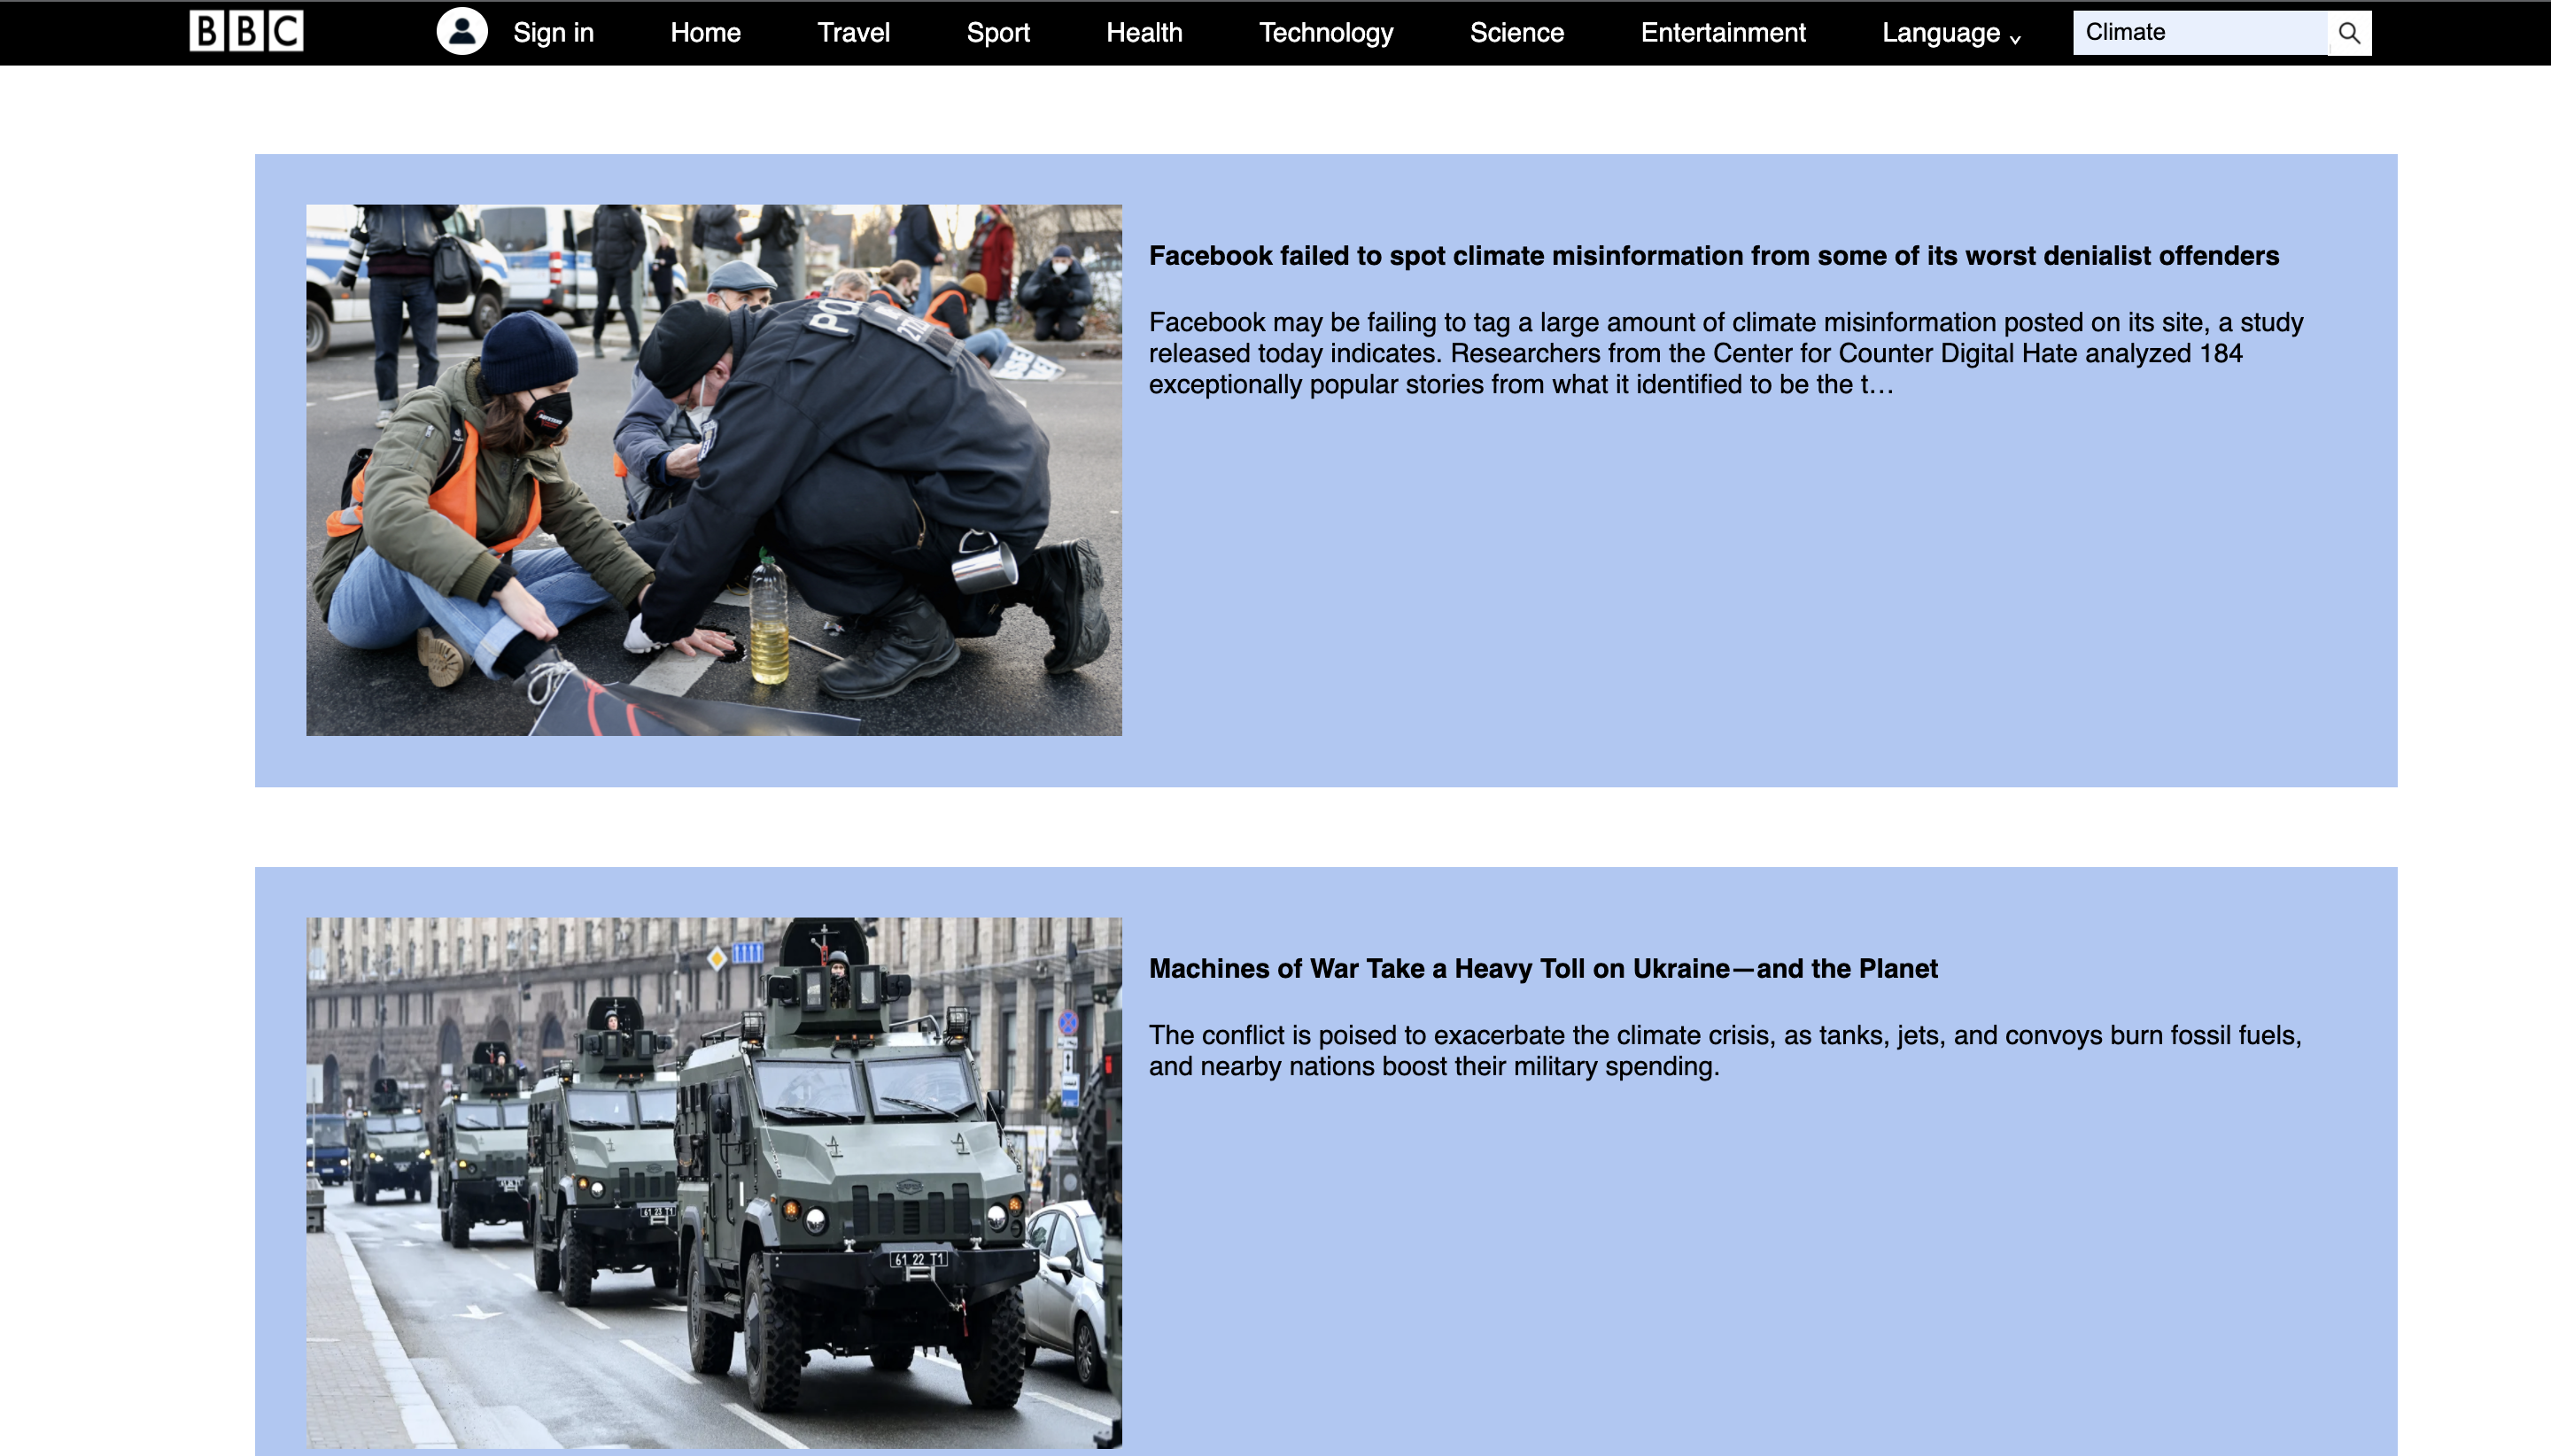 BBC
Sign in
Home
Travel
Sport
Health
Technology
Science
Entertainment
Language
Climate
Facebook failed to spot climate misinformation from some of its worst denialist offenders
Facebook may be failing to tag a large amount of climate misinformation posted on its site, a study
released today indicates. Researchers from the Center for Counter Digital Hate analyzed 184
exceptionally popular stories from what it identified to be the t…
Machines of War Take a Heavy Toll on Ukraine—and the Planet
The conflict is poised to exacerbate the climate crisis, as tanks, jets, and convoys burn fossil fuels,
and nearby nations boost their military spending.
61 22 T1